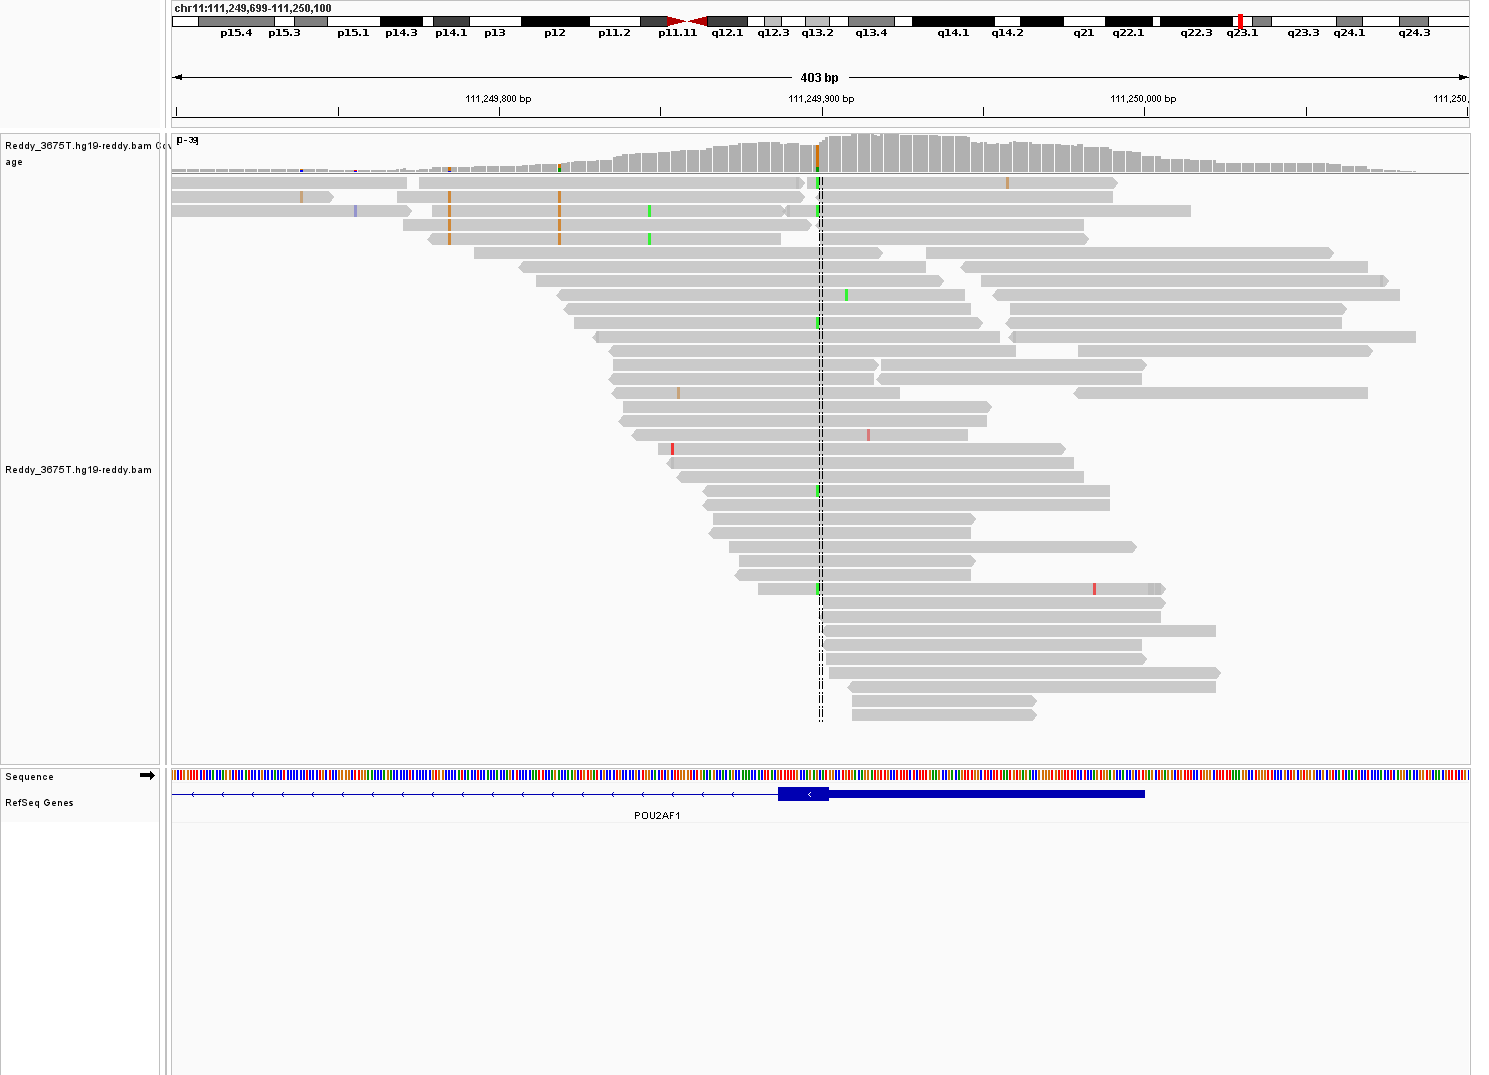 chr11:111,249,699-111,250,100
p15.4 p15.3 p15.1 p14.3 p14.1 p13 p12 p11.2 p11.11 q12.1 q12.3 q13.2 q13.4 q14.1 q14.2 q21 q22.1 q22.3 q23.1 q23.3 q24.1 q24.3
403 bp
111,249,800 bp 111,249,900 bp 111,250,000 bp 111,250,
[0-39]
Reddy_3675T.hg19-reddy.bam Cov
age
Reddy_3675T.hg19-reddy.bam
Sequence
RefSeq Genes
POU2AF1